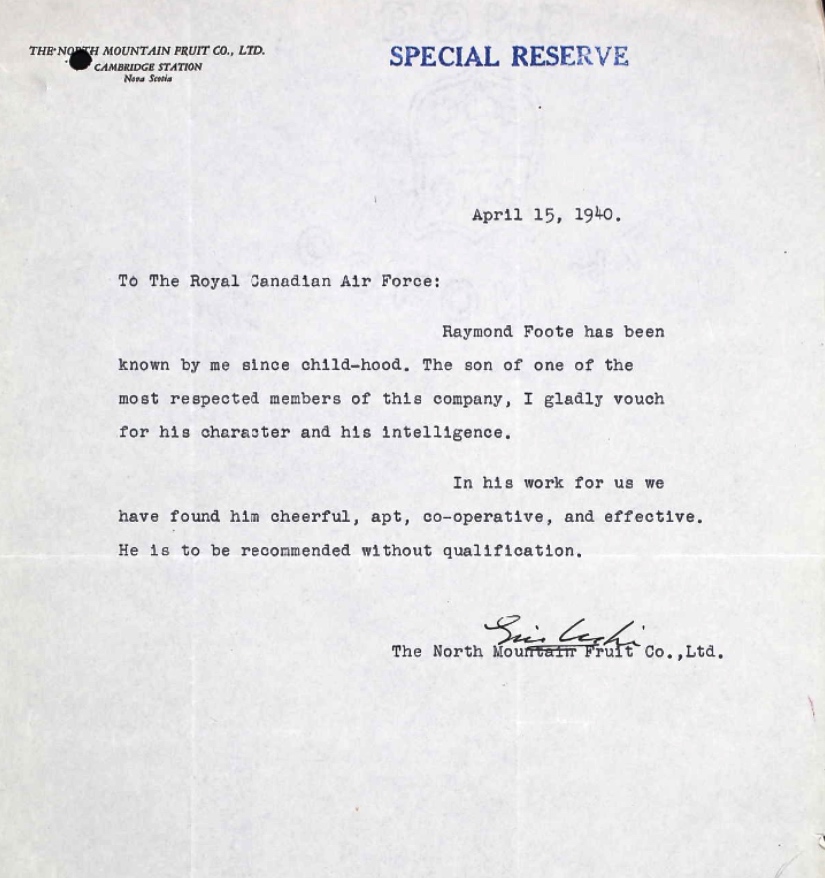 THE NORTH MOUNTAIN FRUIT CO., LTD.
CAMBRIDGE STATION
Nova Scotia
SPECIAL RESERVE
April 15, 1940.
To The Royal Canadian Air Force:
Raymond Foote has been
known by me since child-hood. The son of one of the
most respected members of this company, I gladly vouch
for his character and his intelligence.
In his work for us we
have found him cheerful, apt, co-operative, and effective.
He is to be recommended without qualification.
The North Mountain Fruit Co.,Ltd.